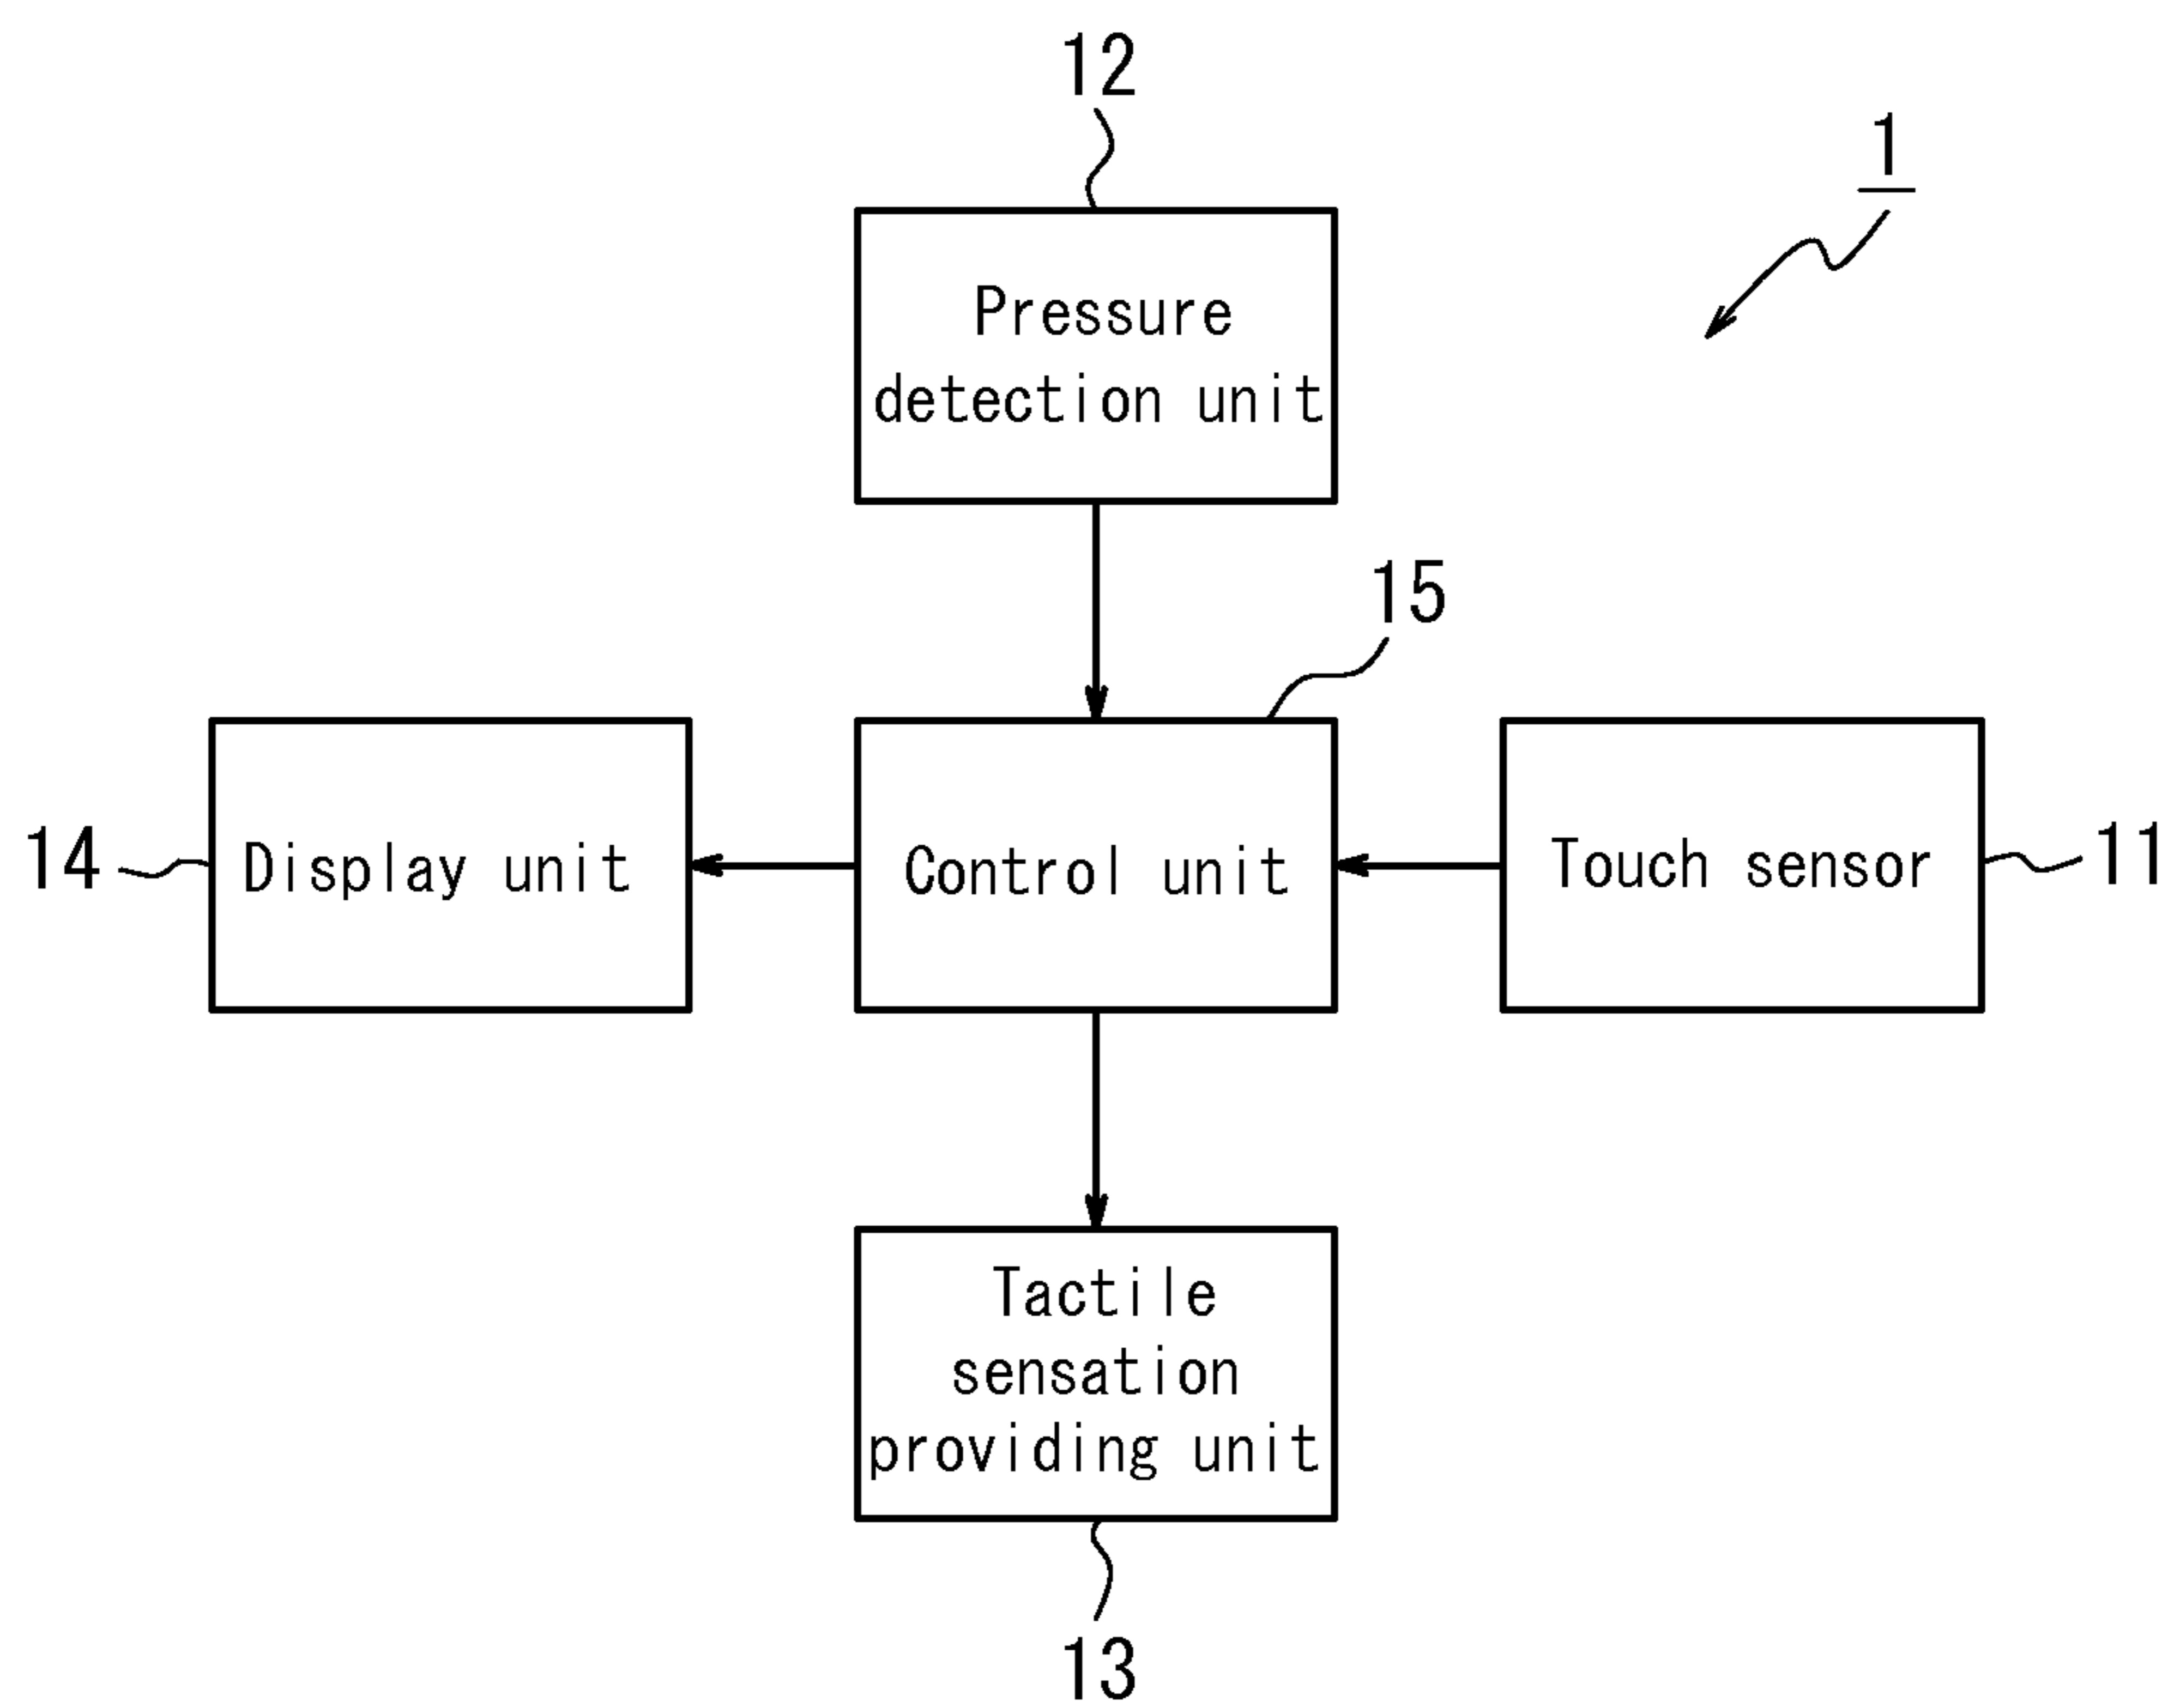 12
1
Pressure
detection unit
15
14
Display unit
Control unit
Touch sensor
11
Tactile
sensation
providing unit
13